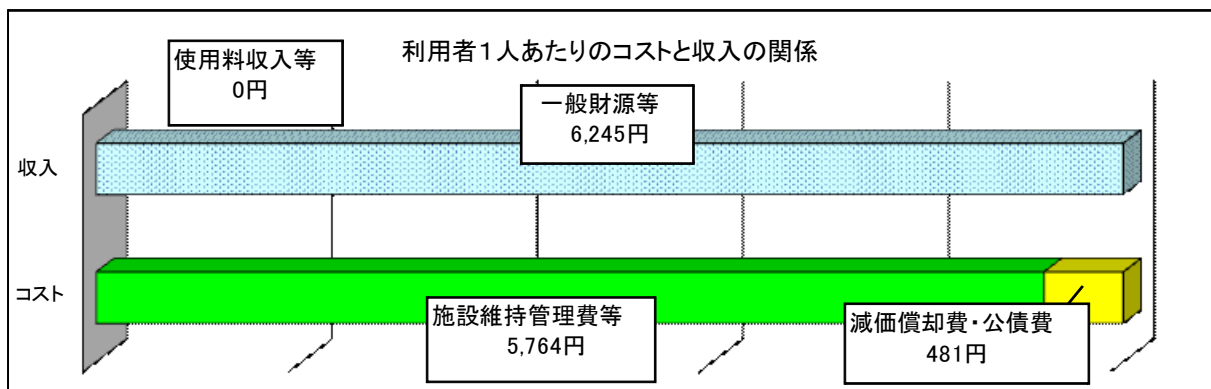 利用者１人あたりのコストと収入の関係
使用料収入等
0円
一般財源等
6,245円
収入
コスト
施設維持管理費等
5,764円
減価償却費・公債費
481円